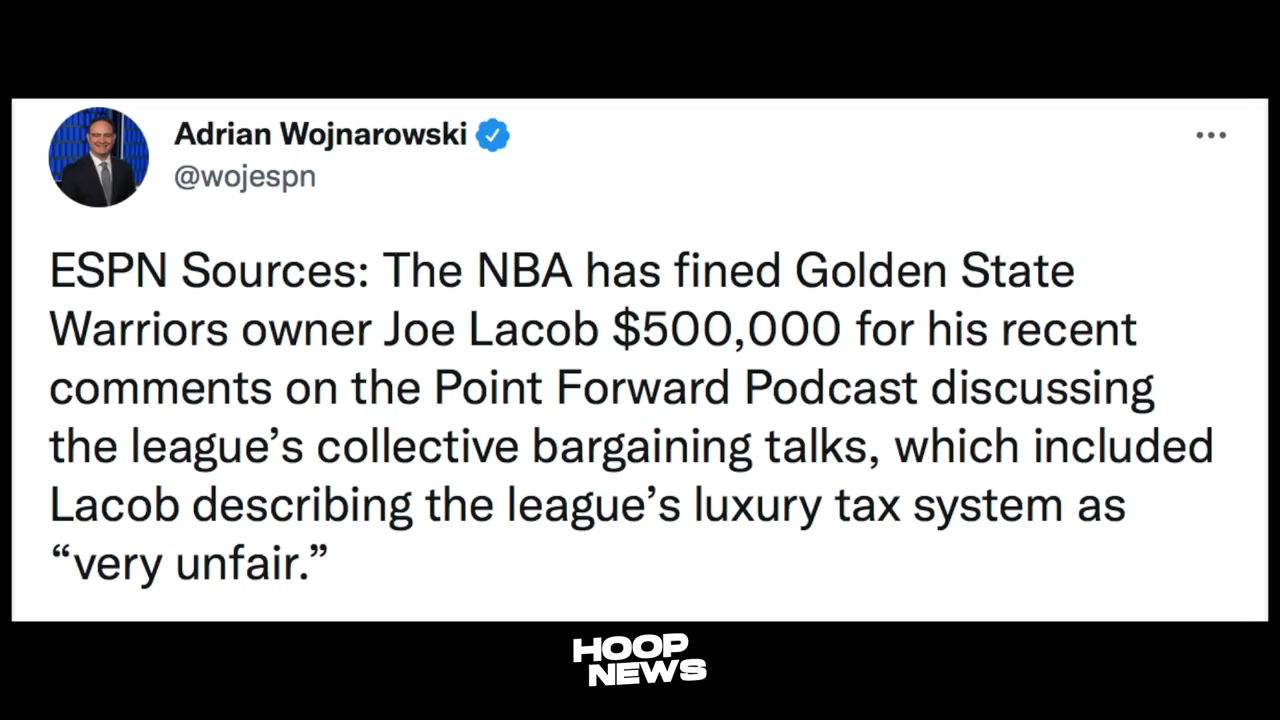 Adrian Wojnarowski
@wojespn
ESPN Sources: The NBA has fined Golden State
Warriors owner Joe Lacob $500,000 for his recent
comments on the Point Forward Podcast discussing
the league’s collective bargaining talks, which included
Lacob describing the league’s luxury tax system as
“very unfair.”
HOOP
NEWS